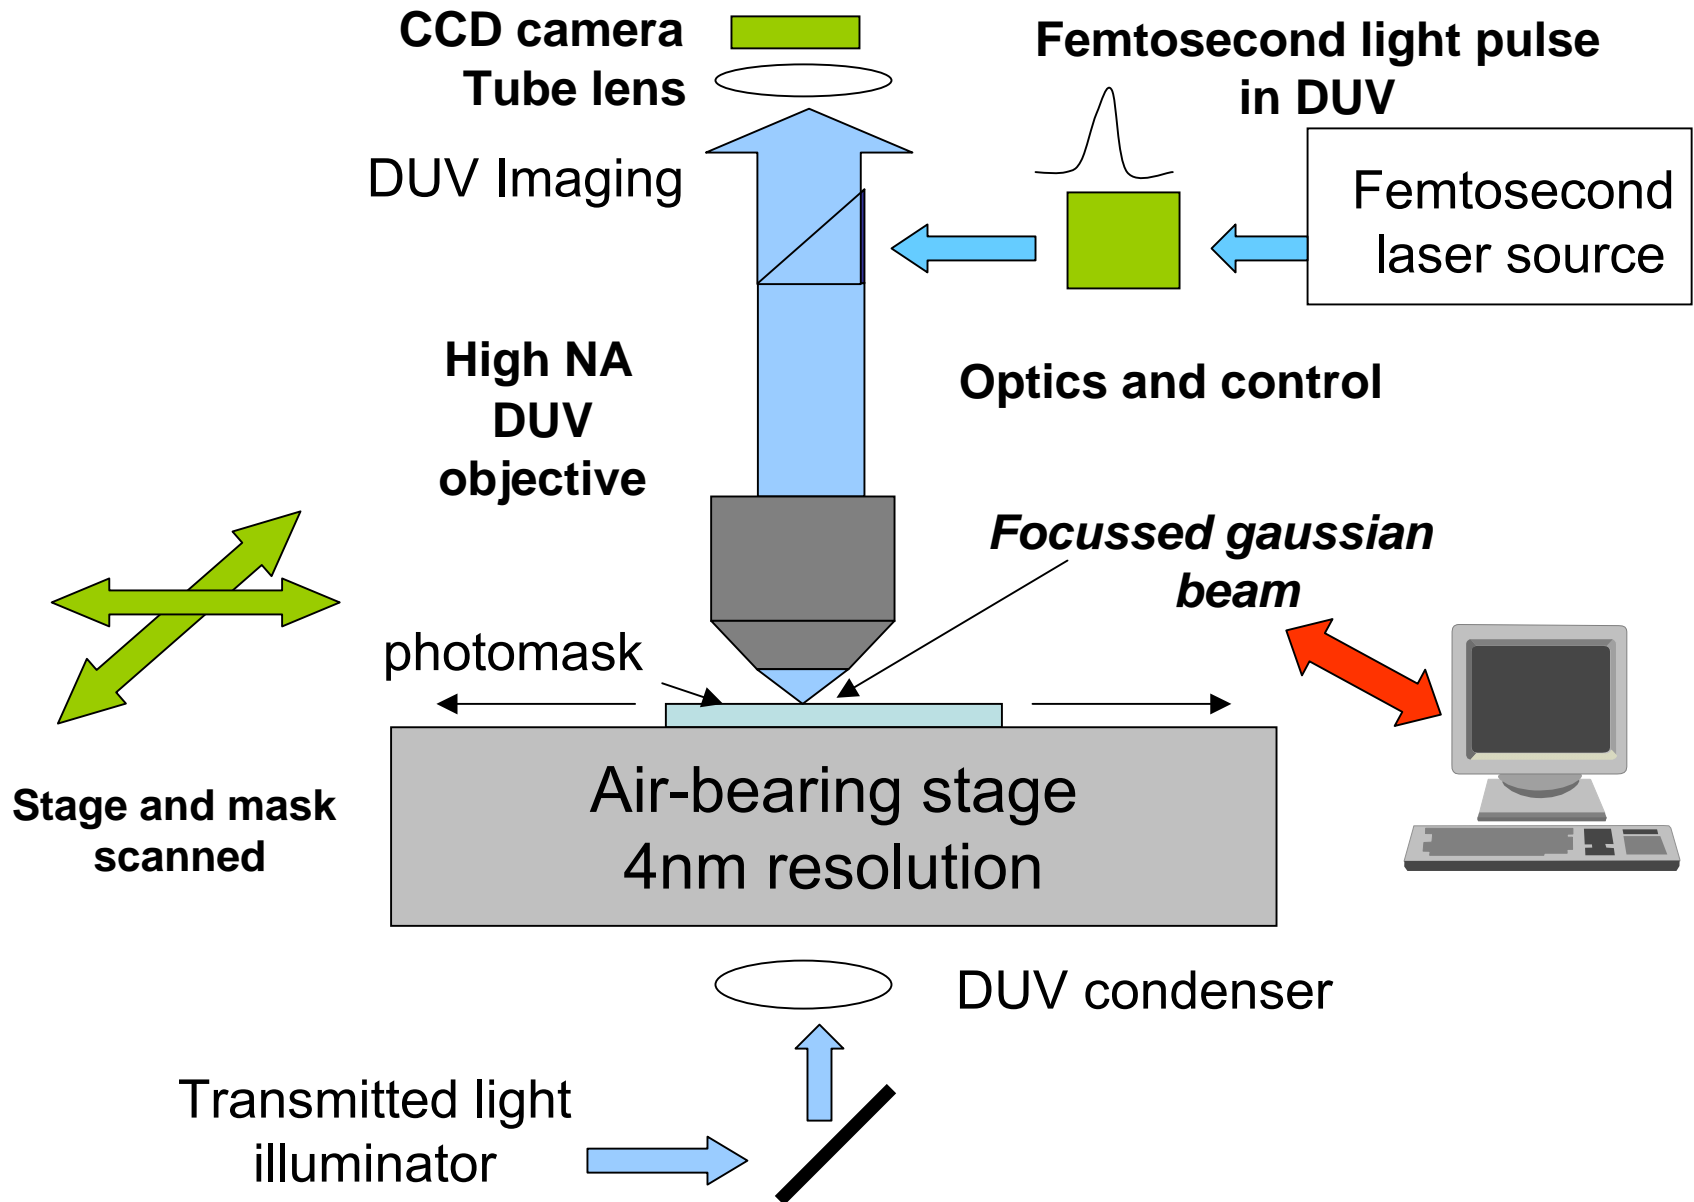 CCD camera
Tube lens
Femtosecond light pulse
in DUV
DUV Imaging
Femtosecond
laser source
High NA
DUV
objective
Optics and control
Focussed gaussian
beam
photomask
Stage and mask
scanned
Air-bearing stage
4nm resolution
DUV condenser
Transmitted light
illuminator